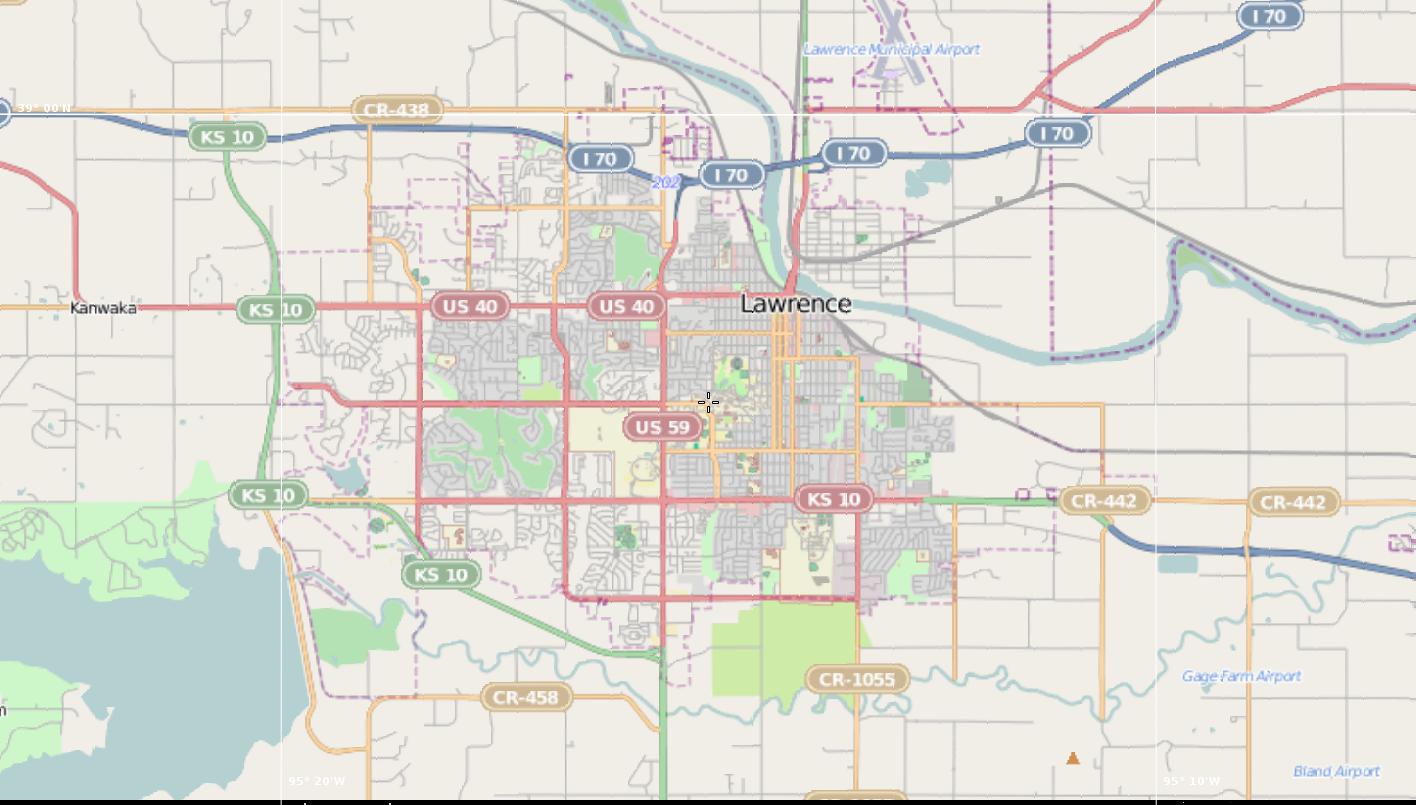 I 70
Lawrence Municipal Airport
39° 00'N
CR-438
KS 10
I 70
I 70
I 70
I 70
202
Kanwaka
KS 10
US 40
US 40
Lawrence
US 59
KS 10
KS 10
CR-442
CR-442
KS 10
CR-1055
Gage Farm Airport
CR-458
95° 20'W
95° 10'W
Bland Airport